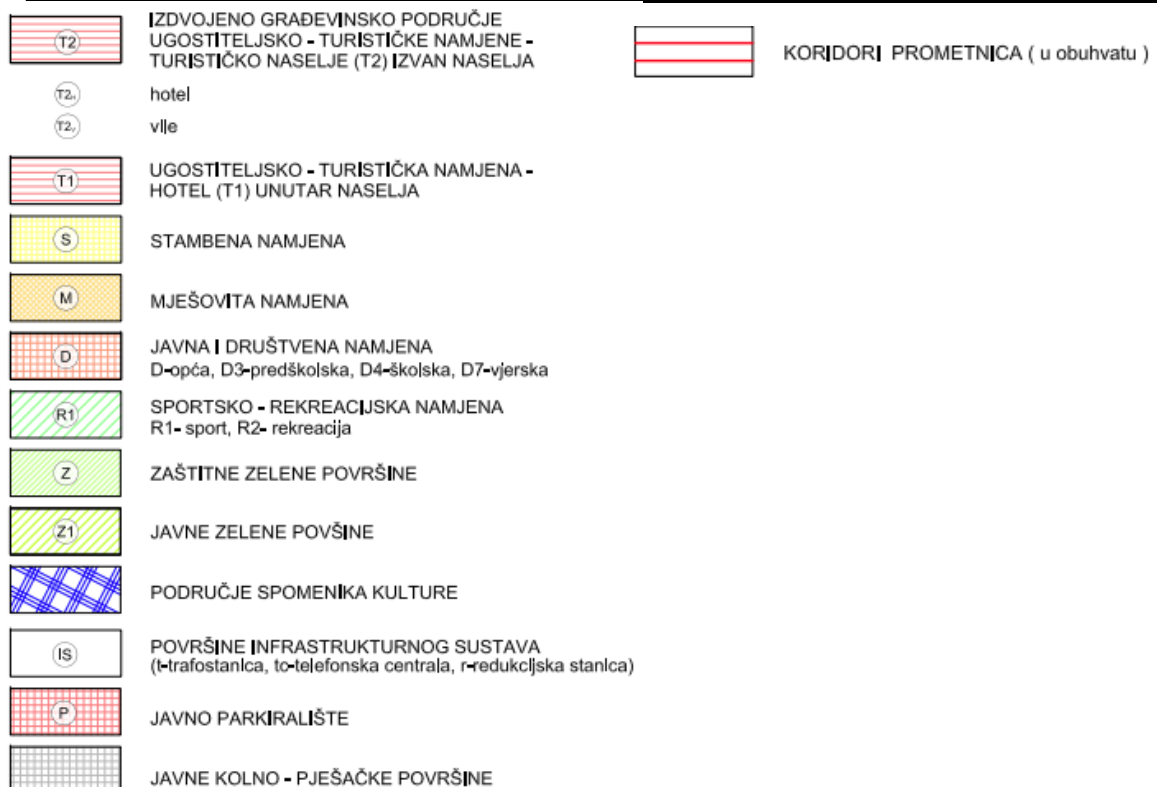 T2
IZDVOJENO GRAĐEVINSKO PODRUČJE
UGOSTITELJSKO - TURISTIČKE NAMJENE -
TURISTIČKO NASELJE (T2) IZVAN NASELJA
T2H
hotel
T2V
vile
T1
UGOSTITELJSKO - TURISTIČKA NAMJENA -
HOTEL (T1) UNUTAR NASELJA
S
STAMBENA NAMJENA
M
MJEŠOVITA NAMJENA
D
JAVNA I DRUŠTVENA NAMJENA
D-opća, D3-predškolska, D4-školska, D7-vjerska
R1
SPORTSKO - REKREACIJSKA NAMJENA
R1- sport, R2- rekreacija
Z
ZAŠTITNE ZELENE POVRŠINE
Z1
JAVNE ZELENE POVŠINE
PODRUČJE SPOMENIKA KULTURE
IS
POVRŠINE INFRASTRUKTURNOG SUSTAVA
(t-trafostanica, to-telefonska centrala, r-redukcijska stanica)
P
JAVNO PARKIRALIŠTE
JAVNE KOLNO - PJEŠAČKE POVRŠINE
KORIDORI PROMETNICA ( u obuhvatu )